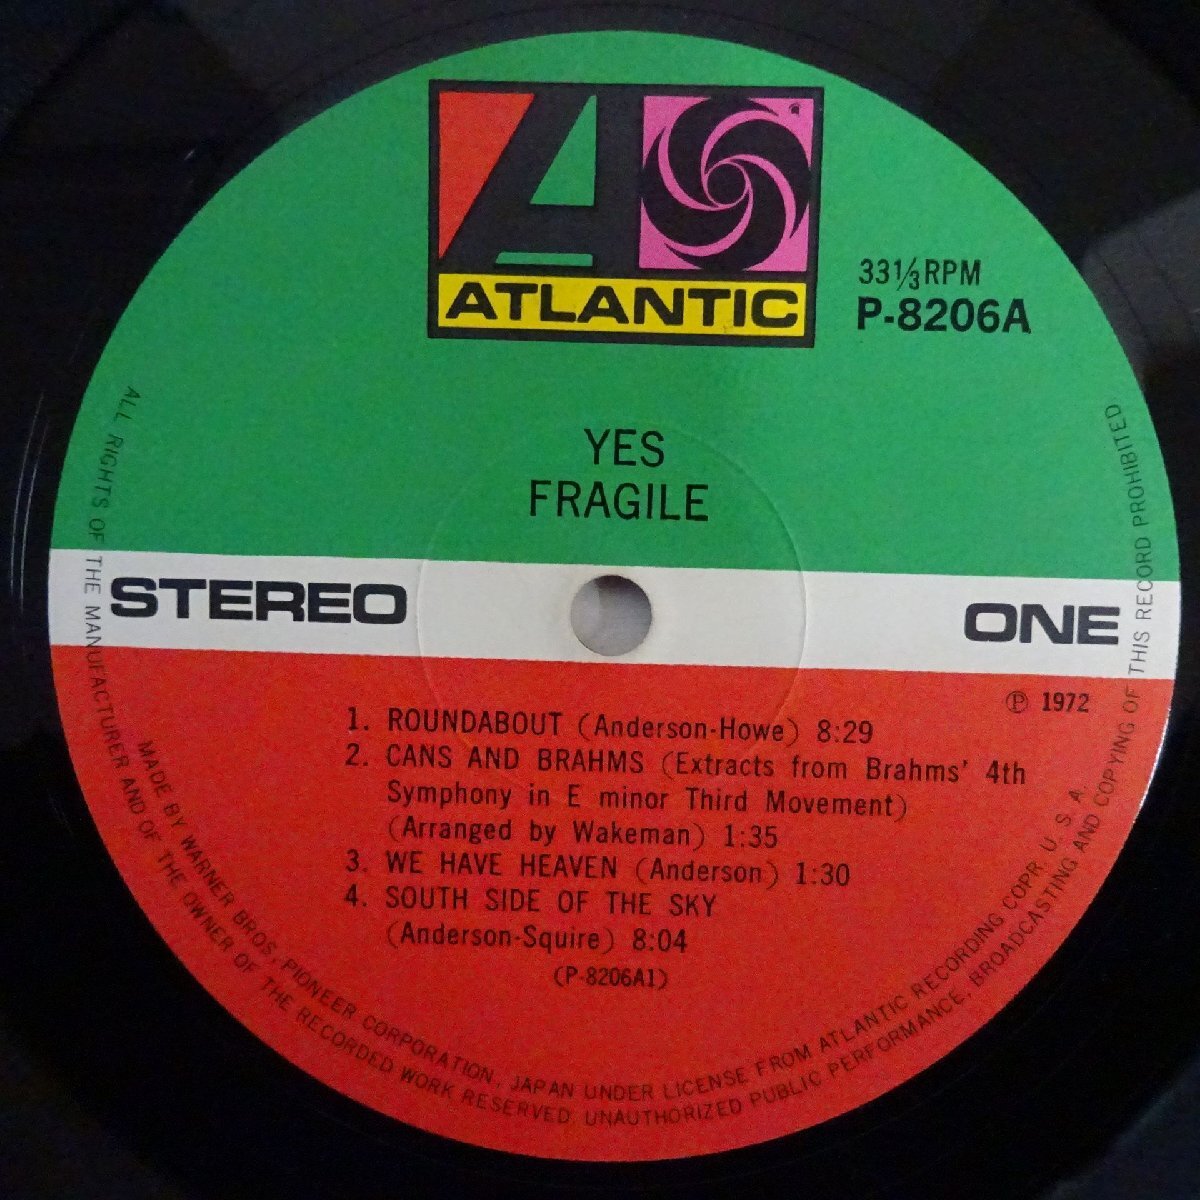 ATLANTIC
33⅓ RPM
P-8206A
YES
FRAGILE
STEREO
ONE
℗ 1972
1. ROUNDABOUT (Anderson-Howe) 8:29
2. CANS AND BRAHMS (Extracts from Brahms' 4th
Symphony in E minor Third Movement)
(Arranged by Wakeman) 1:35
3. WE HAVE HEAVEN (Anderson) 1:30
4. SOUTH SIDE OF THE SKY
(Anderson-Squire) 8:04
(P-8206A1)
MADE BY WARNER BROS, PIONEER CORPORATION, JAPAN UNDER LICENSE FROM ATLANTIC RECORDING COPR. U. S. A.
ALL RIGHTS OF THE MANUFACTURER AND OF THE OWNER OF THE RECORDED WORK RESERVED. UNAUTHORIZED PUBLIC PERFORMANCE, BROADCASTING AND COPYING OF THIS RECORD PROHIBITED